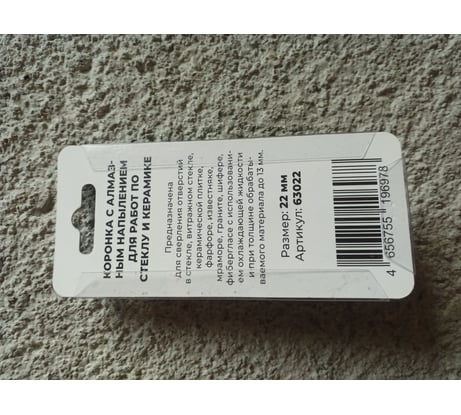 КОРОНКА С АЛМАЗ-
НЫМ НАПЫЛЕНИЕМ
ДЛЯ РАБОТ ПО
СТЕКЛУ И КЕРАМИКЕ
Предназначена
для сверления отверстий
в стекле, витражном стекле,
керамической плитке,
фарфоре, известняке,
мраморе, граните, шифере,
фибергласе с использовани-
ем охлаждающей жидкости
и при толщине обрабаты-
ваемого материала до 13 мм.
Размер: 22 мм
Артикул: 63022
4 656755 196978